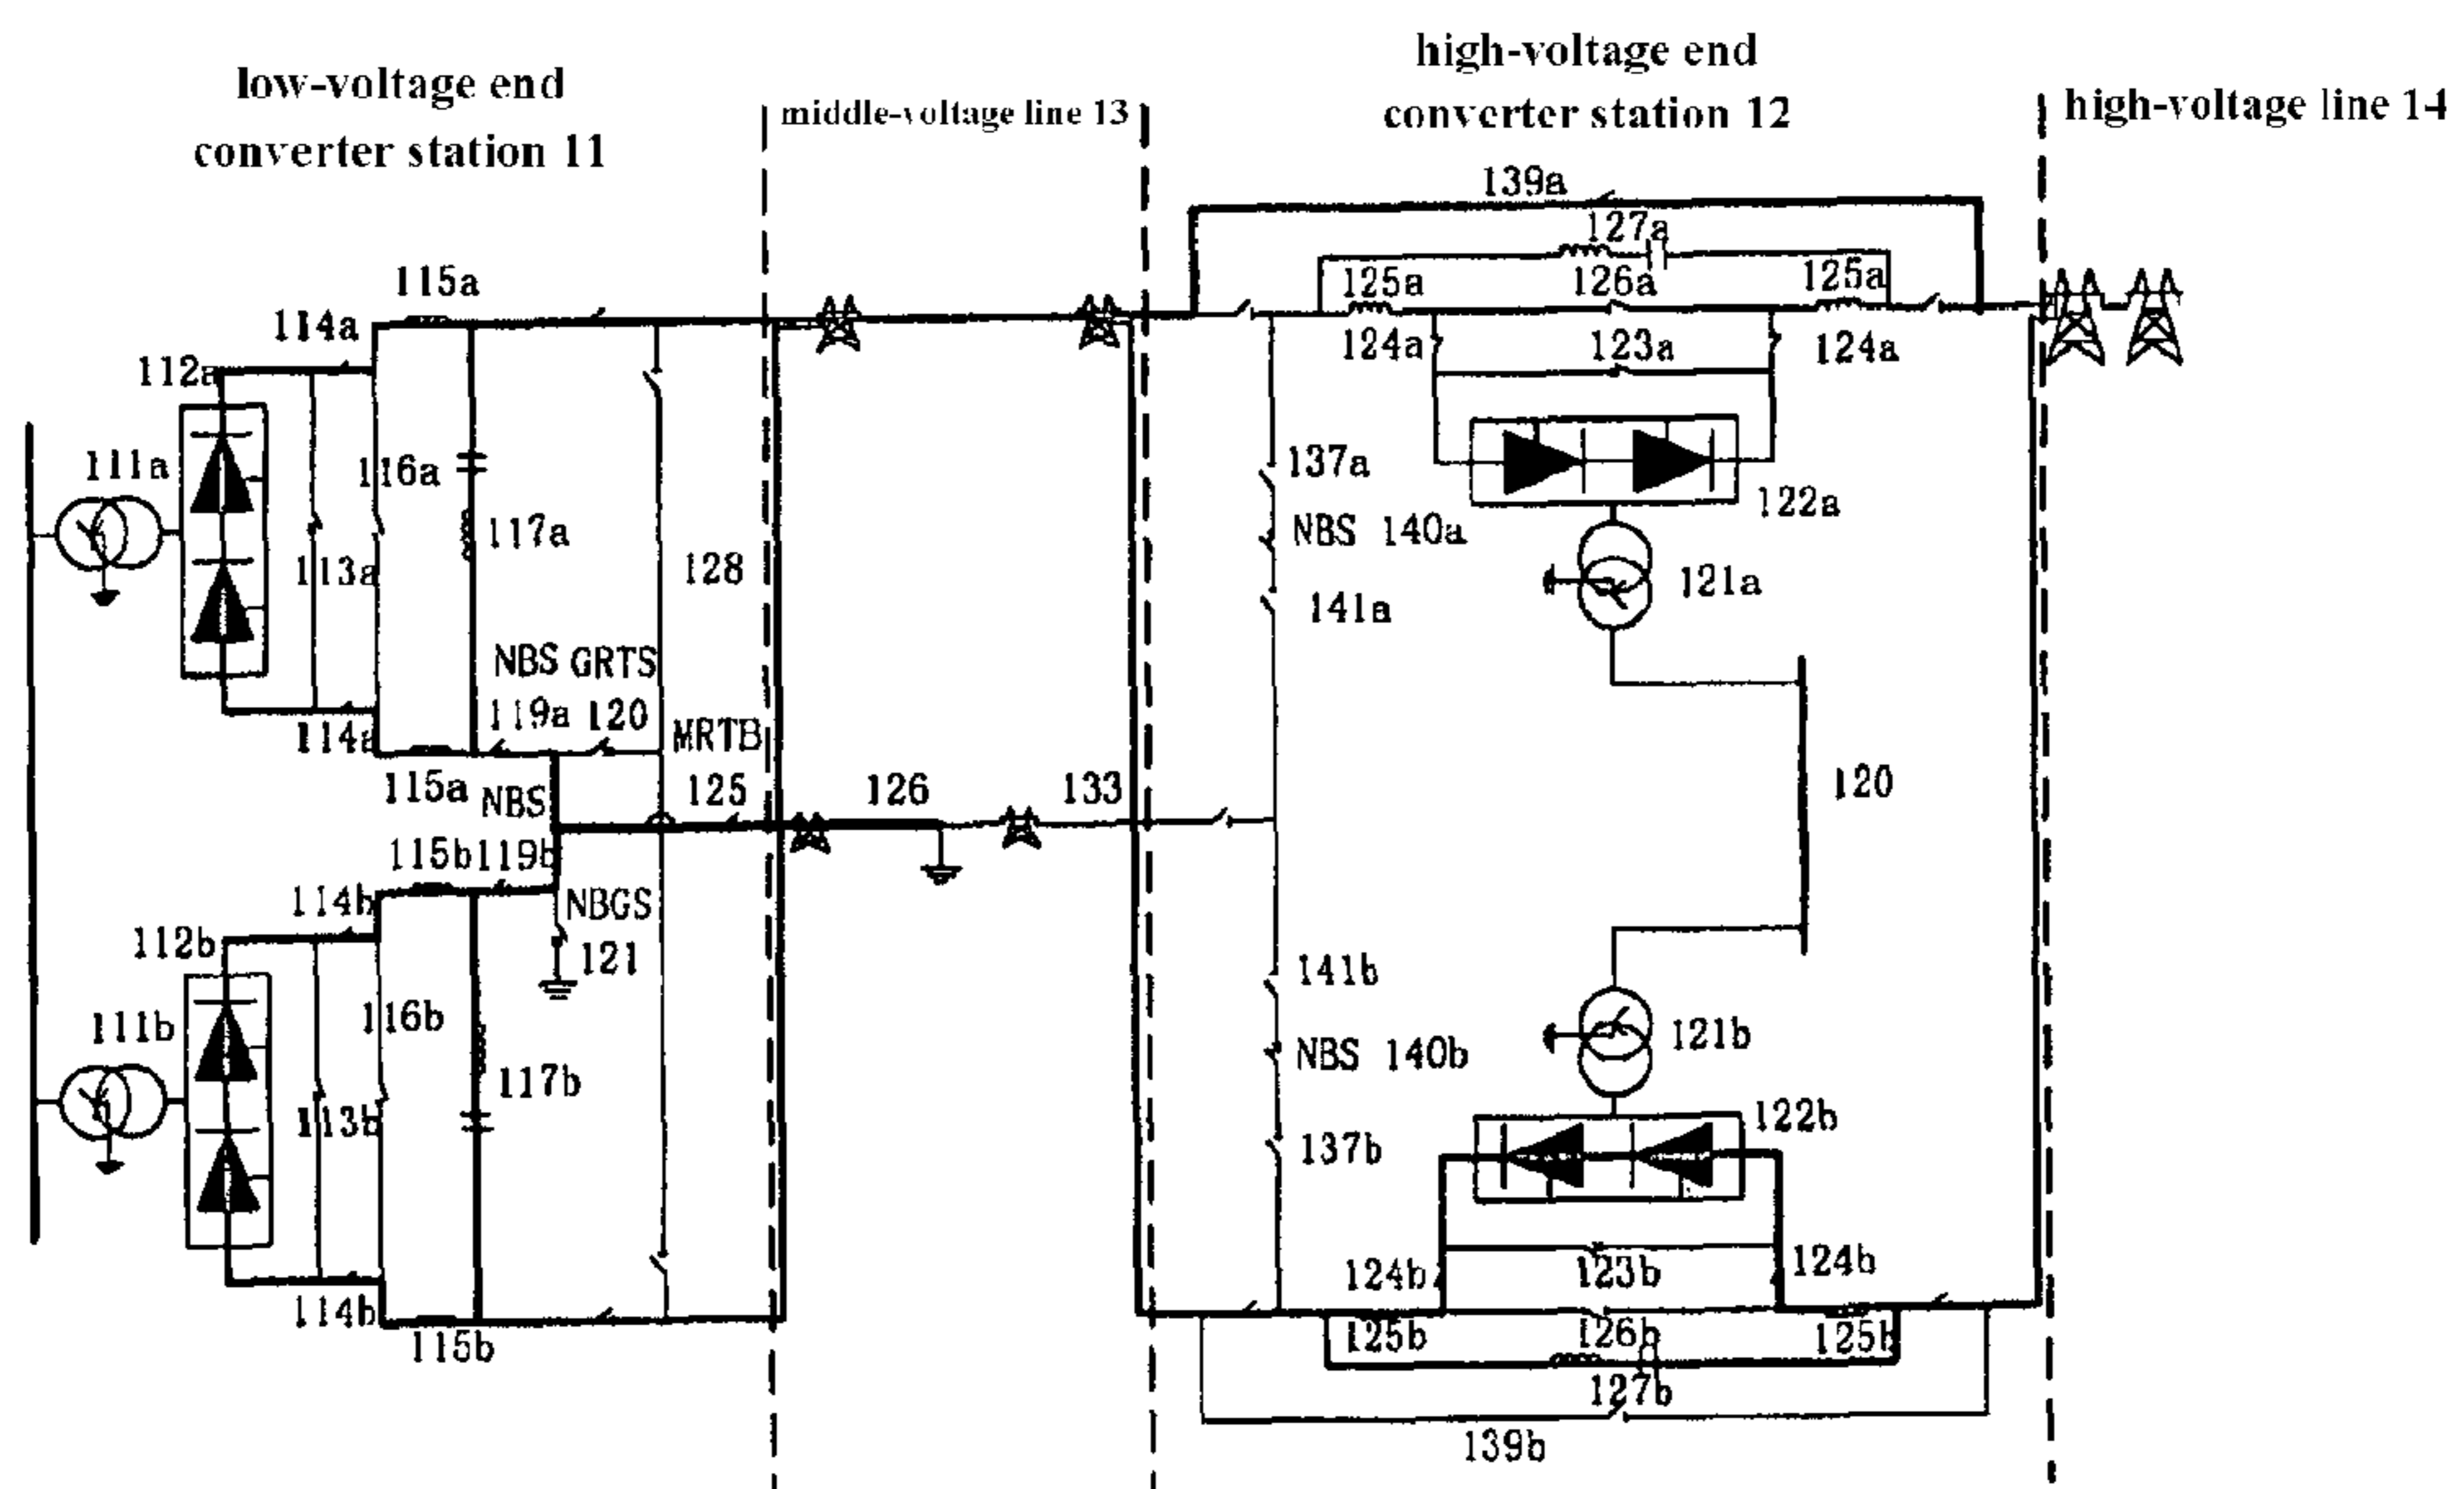 low-voltage end
converter station 11
middle-voltage line 13
high-voltage end
converter station 12
high-voltage line 14
139a
127a
115a
125a
126a
125a
114a
124a
123a
124a
112a
111a
116a
137a
122a
117a
NBS 140a
113a
128
121a
141a
NBS GRTS
119a 120
114a
MRTB
115a
NBS
125
126
133
120
115b
119b
114b
NBGS
112b
121
141b
111b
116b
121b
NBS 140b
117b
113b
122b
137b
124b
123b
124b
114b
115b
125b
126b
125b
127b
139b